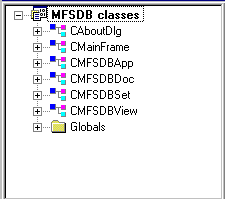 MFSDB classes
CAboutDlg
CMainFrame
CMFSDBApp
CMFSDBDoc
CMFSDBSet
CMFSDBView
Globals